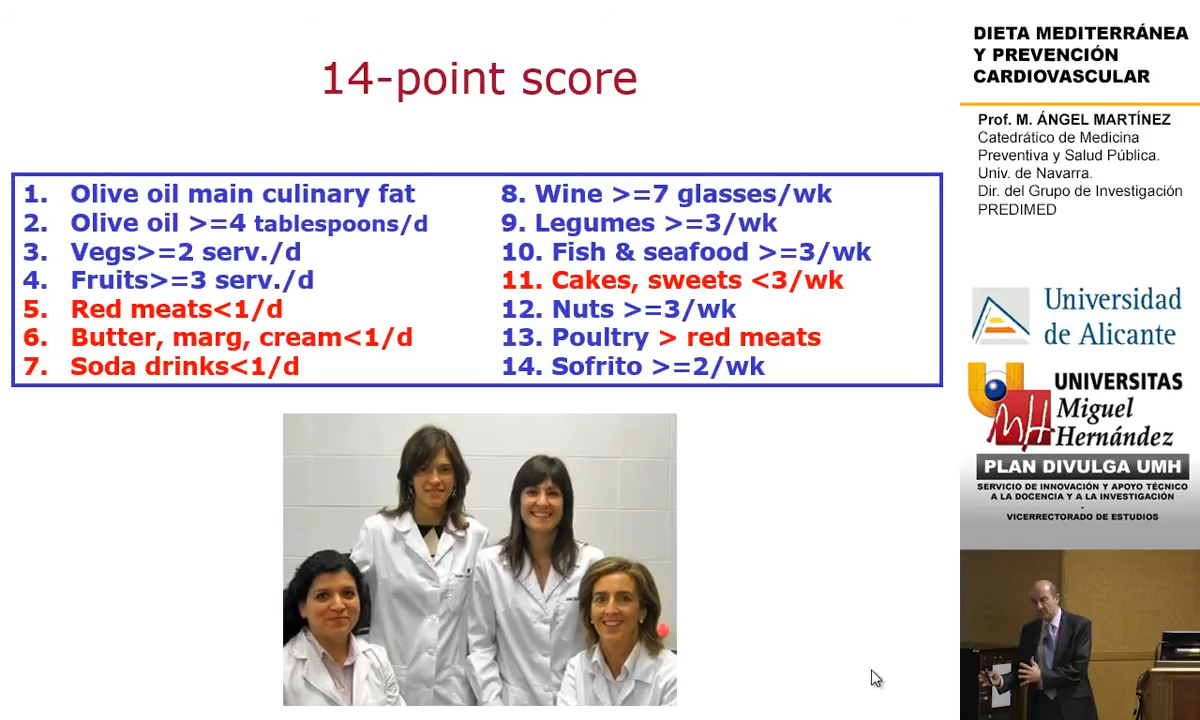 14-point score
1. Olive oil main culinary fat
2. Olive oil >=4 tablespoons/d
3. Vegs>=2 serv./d
4. Fruits>=3 serv./d
5. Red meats<1/d
6. Butter, marg, cream<1/d
7. Soda drinks<1/d
8. Wine >=7 glasses/wk
9. Legumes >=3/wk
10. Fish & seafood >=3/wk
11. Cakes, sweets <3/wk
12. Nuts >=3/wk
13. Poultry > red meats
14. Sofrito >=2/wk
DIETA MEDITERRÁNEA
Y PREVENCIÓN
CARDIOVASCULAR
Prof. M. ÁNGEL MARTÍNEZ
Catedrático de Medicina
Preventiva y Salud Pública.
Univ. de Navarra.
Dir. del Grupo de Investigación
PREDIMED
Universidad
de Alicante
UNIVERSITAS
Miguel
Hernández
PLAN DIVULGA UMH
SERVICIO DE INNOVACIÓN Y APOYO TÉCNICO
A LA DOCENCIA Y A LA INVESTIGACIÓN
-
VICERRECTORADO DE ESTUDIOS